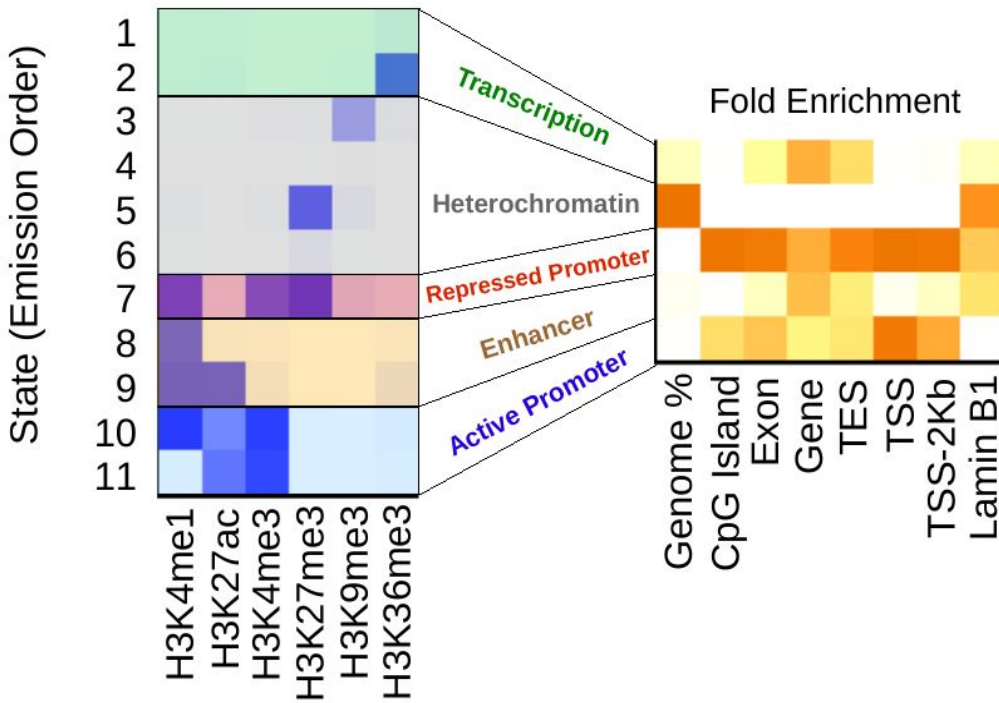 State (Emission Order)
1
2
3
4
5
6
7
8
9
10
11
H3K4me1
H3K27ac
H3K4me3
H3K27me3
H3K9me3
H3K36me3
Transcription
Heterochromatin
Repressed Promoter
Enhancer
Active Promoter
Fold Enrichment
Genome %
CpG Island
Exon
Gene
TES
TSS
TSS-2Kb
Lamin B1